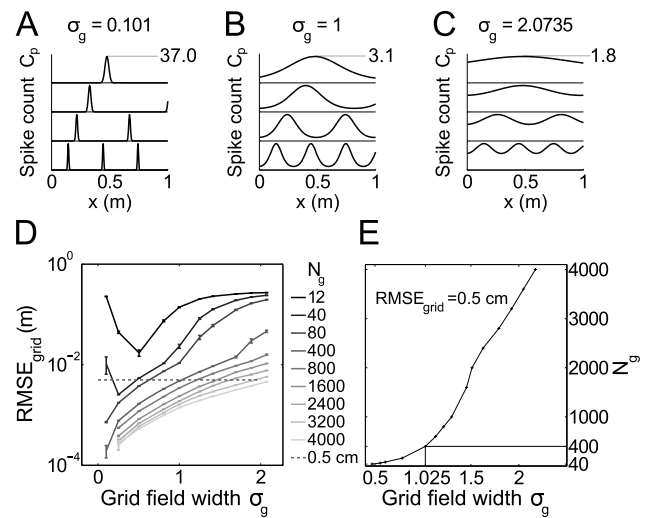 A
σg = 0.101
Spike count Cp
37.0
0 0.5 1
x (m)
B
σg = 1
Spike count Cp
3.1
0 0.5 1
x (m)
C
σg = 2.0735
Spike count Cp
1.8
0 0.5 1
x (m)
D
RMSEgrid (m)
10^0
10^-2
10^-4
0 1 2
Grid field width σg
Ng
12
40
80
400
800
1600
2400
3200
4000
0.5 cm
E
RMSEgrid =0.5 cm
4000
3000
2000
1000
400
40
Ng
0.5 1.025 1.5 2
Grid field width σg